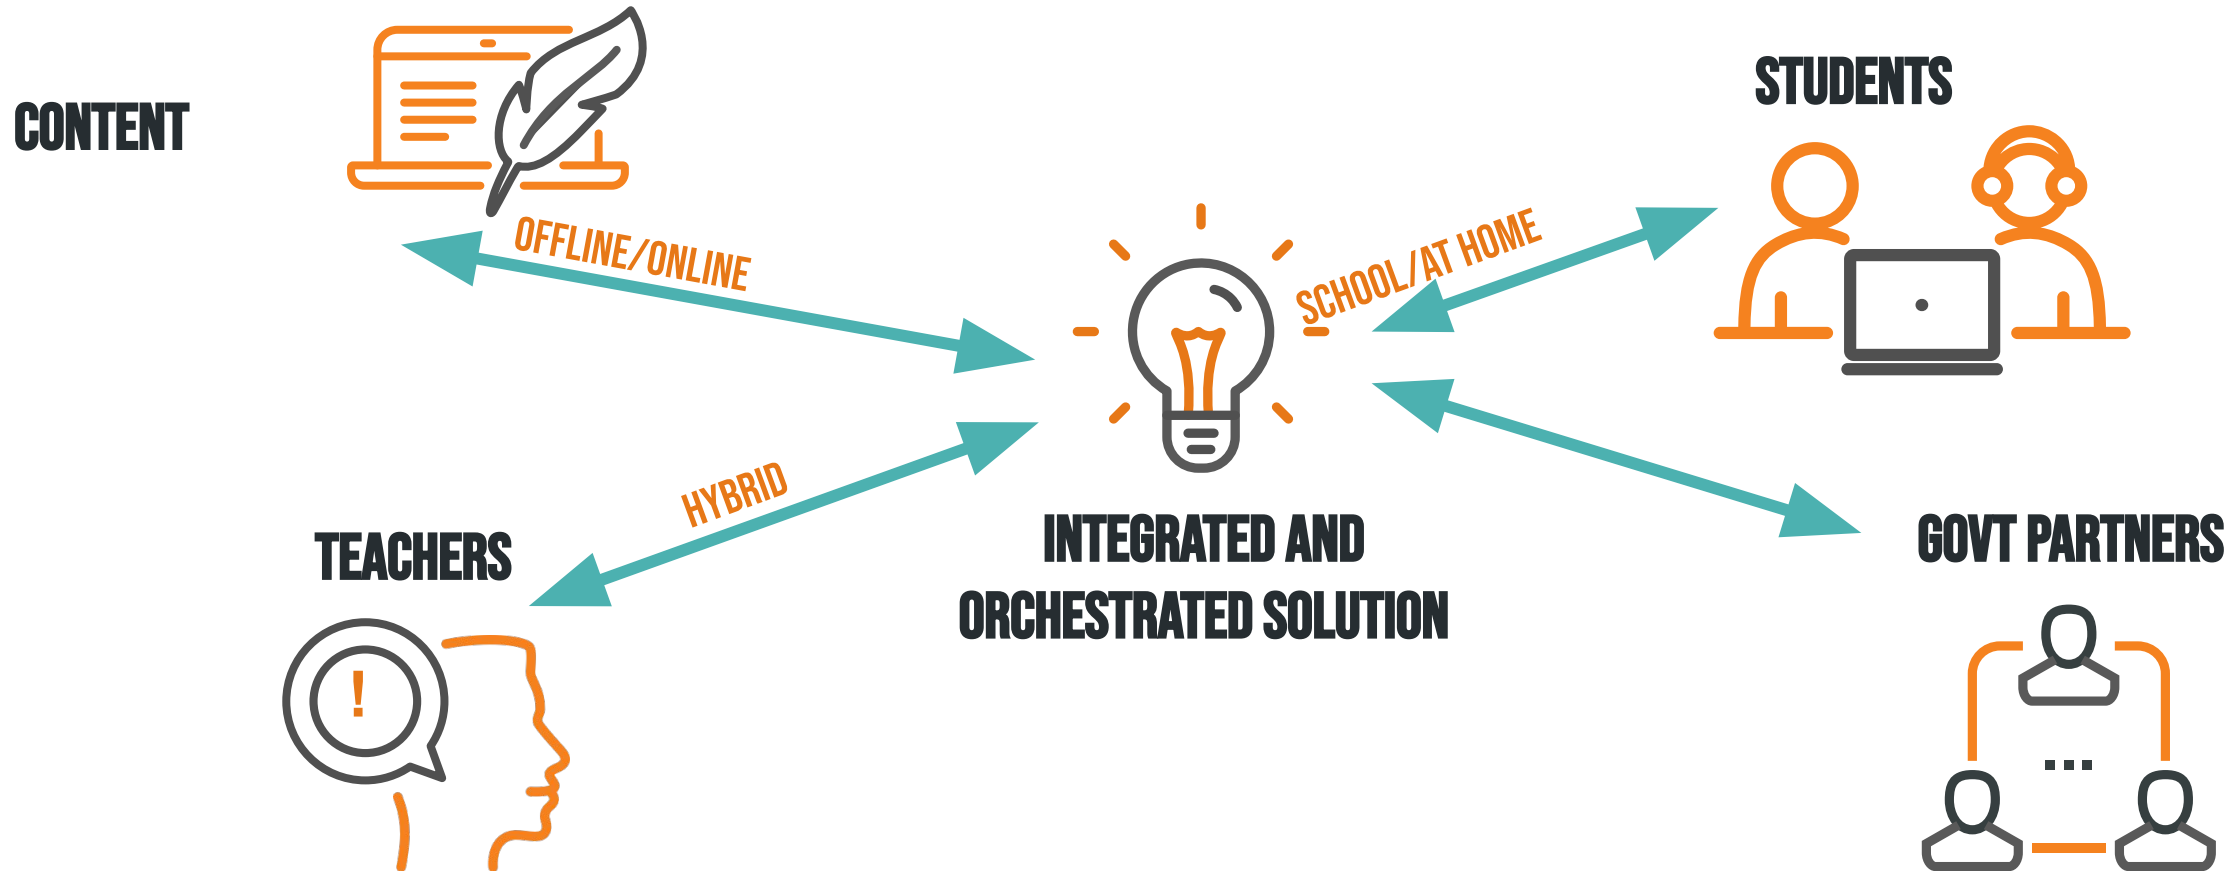 CONTENT
OFFLINE/ONLINE
STUDENTS
SCHOOL/AT HOME
TEACHERS
HYBRID
!
INTEGRATED AND
ORCHESTRATED SOLUTION
GOVT PARTNERS
...